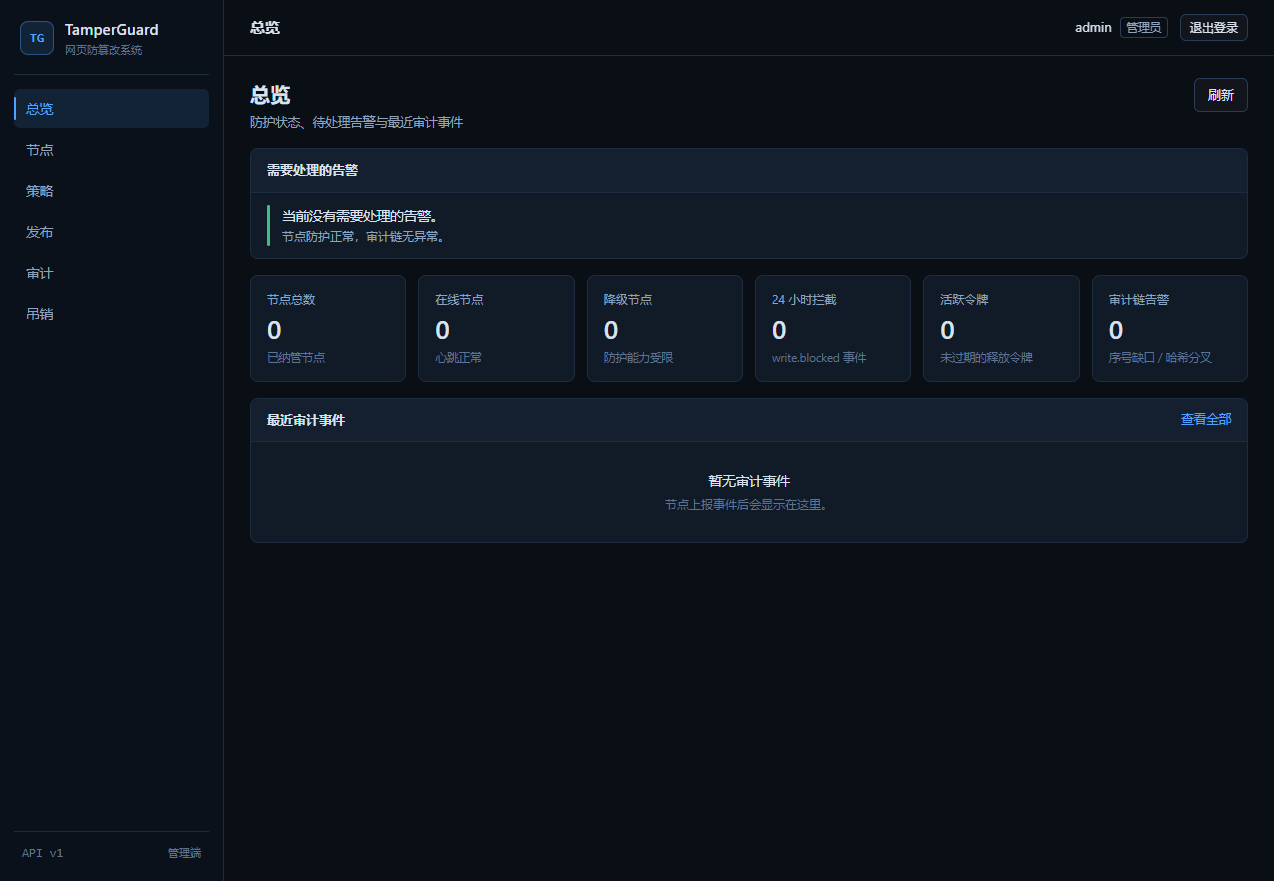 TG
TamperGuard
网页防篡改系统
总览
节点
策略
发布
审计
吊销
API v1
管理端
总览
admin
管理员
退出登录
总览
防护状态、待处理告警与最近审计事件
刷新
需要处理的告警
当前没有需要处理的告警。
节点防护正常，审计链无异常。
节点总数
0
已纳管节点
在线节点
0
心跳正常
降级节点
0
防护能力受限
24 小时拦截
0
write.blocked 事件
活跃令牌
0
未过期的释放令牌
审计链告警
0
序号缺口 / 哈希分叉
最近审计事件
查看全部
暂无审计事件
节点上报事件后会显示在这里。